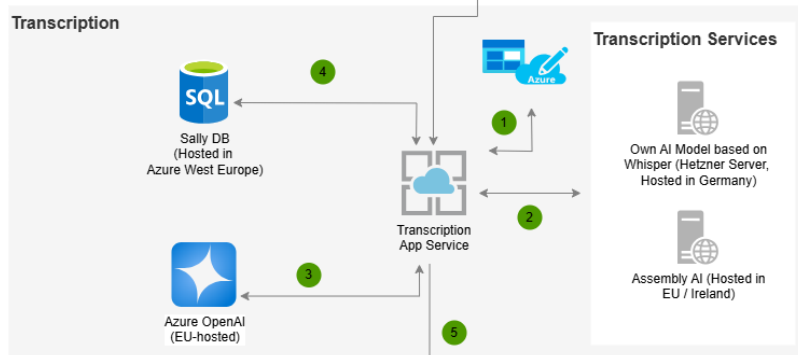 Transcription
Transcription Services
4
SQL
Azure
1
Sally DB
(Hosted in
Azure West Europe)
Own AI Model based on
Whisper (Hetzner Server,
Hosted in Germany)
2
Transcription
App Service
3
Assembly AI (Hosted in
EU / Ireland)
Azure OpenAI
(EU-hosted)
5